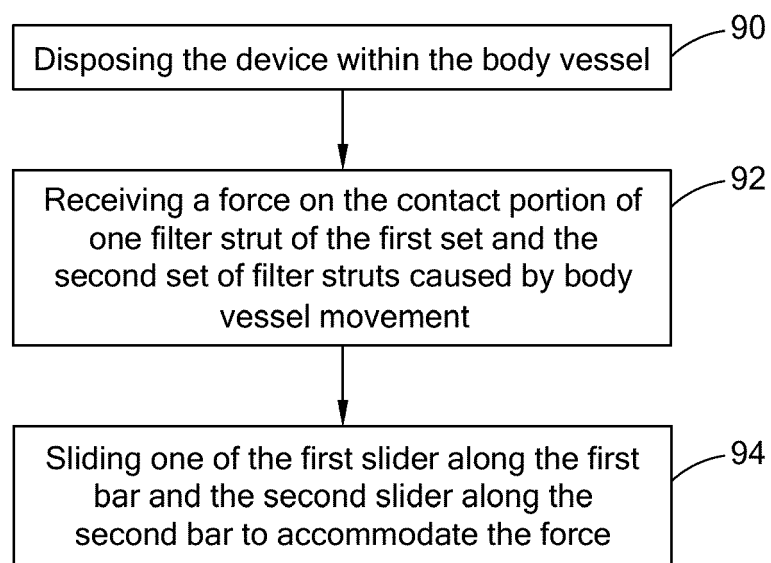 Disposing the device within the body vessel
90
Receiving a force on the contact portion of
one filter strut of the first set and the
second set of filter struts caused by body
vessel movement
92
Sliding one of the first slider along the first
bar and the second slider along the
second bar to accommodate the force
94